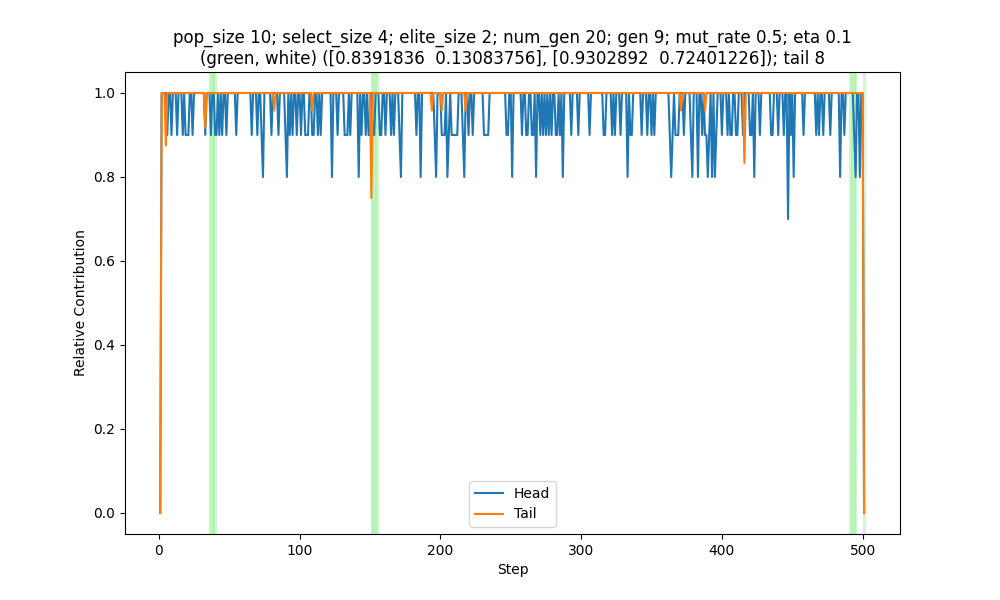 pop_size 10; select_size 4; elite_size 2; num_gen 20; gen 9; mut_rate 0.5; eta 0.1
(green, white) ([0.8391836  0.13083756], [0.9302892  0.72401226]); tail 8
1.0
0.8
0.6
0.4
0.2
0.0
Relative Contribution
Head
Tail
0 100 200 300 400 500
Step